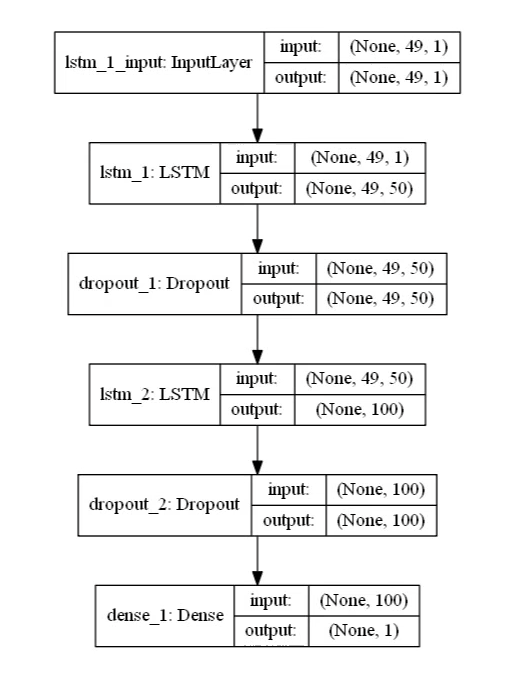 lstm_1_input: InputLayer
input: (None, 49, 1)
output: (None, 49, 1)
lstm_1: LSTM
input: (None, 49, 1)
output: (None, 49, 50)
dropout_1: Dropout
input: (None, 49, 50)
output: (None, 49, 50)
lstm_2: LSTM
input: (None, 49, 50)
output: (None, 100)
dropout_2: Dropout
input: (None, 100)
output: (None, 100)
dense_1: Dense
input: (None, 100)
output: (None, 1)